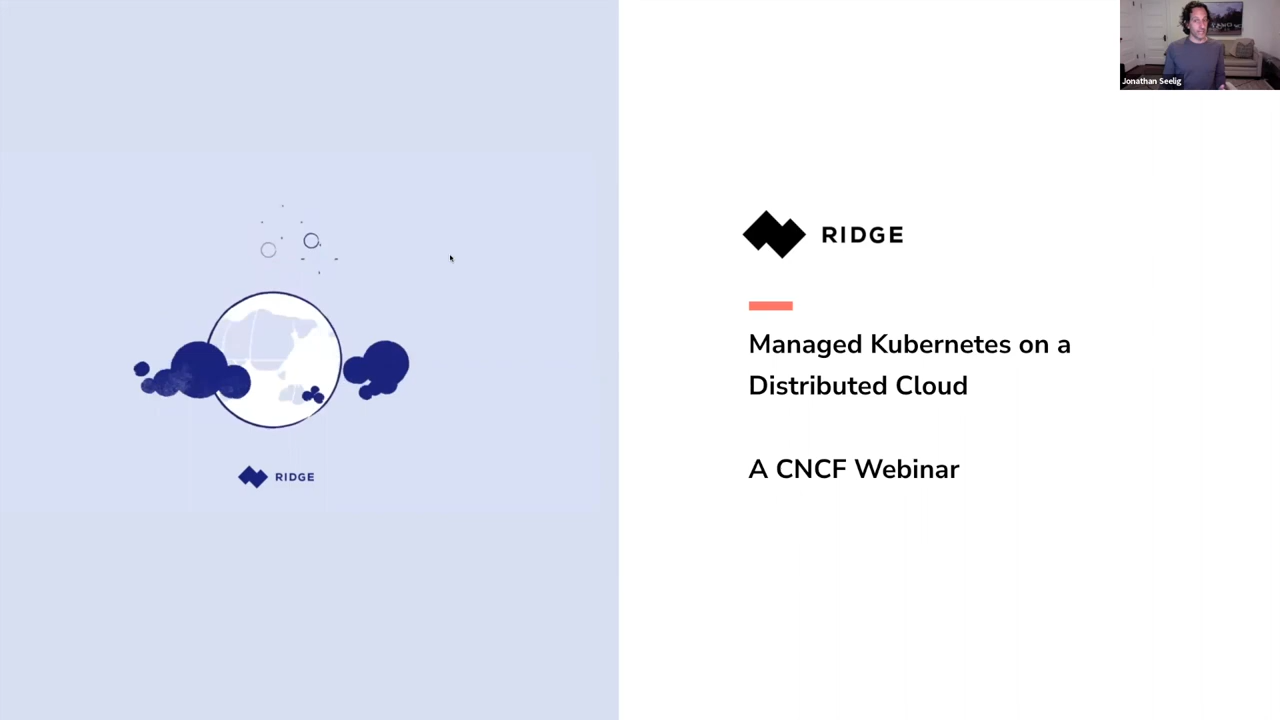 Jonathan Seelig
RIDGE
Managed Kubernetes on a
Distributed Cloud
A CNCF Webinar
RIDGE